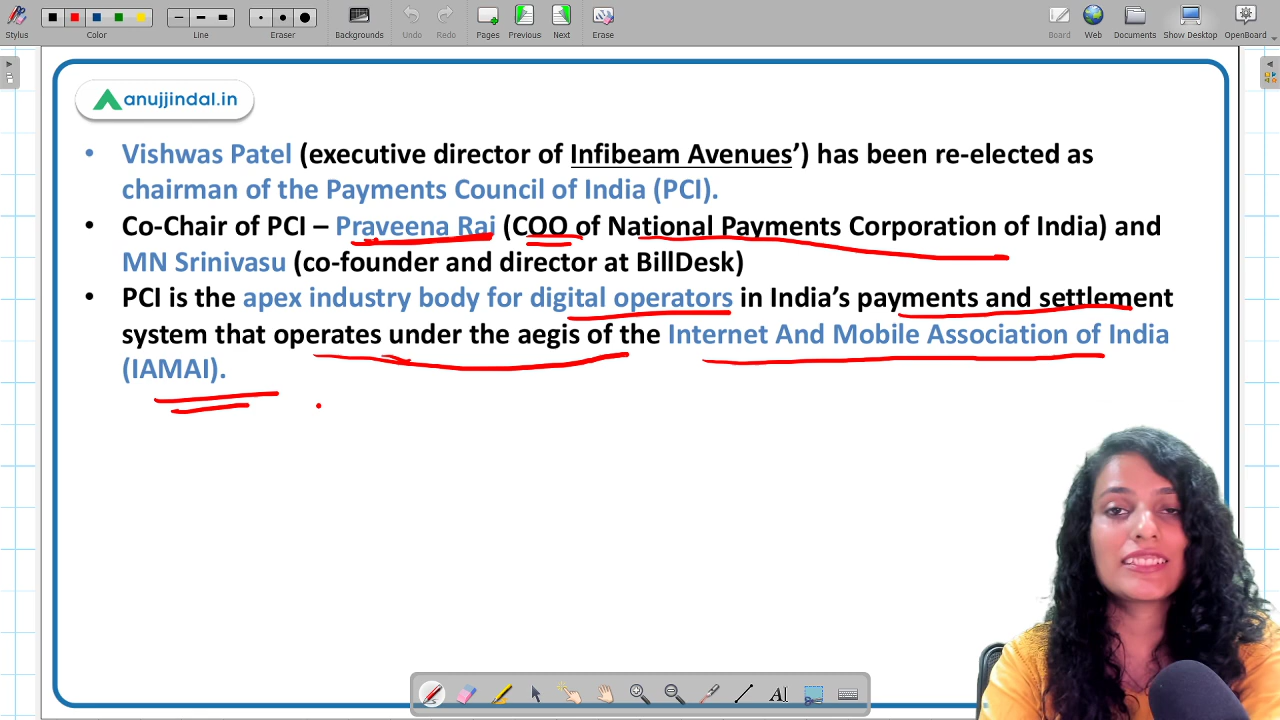 Stylus
Color
Line
Eraser
Backgrounds
Undo
Redo
Pages
Previous
Next
Erase
Board
Web
Documents
Show Desktop
OpenBoard
anujjindal.in
• Vishwas Patel (executive director of Infibeam Avenues’) has been re-elected as
chairman of the Payments Council of India (PCI).
• Co-Chair of PCI – Praveena Rai (COO of National Payments Corporation of India) and
MN Srinivasu (co-founder and director at BillDesk)
• PCI is the apex industry body for digital operators in India’s payments and settlement
system that operates under the aegis of the Internet And Mobile Association of India
(IAMAI).